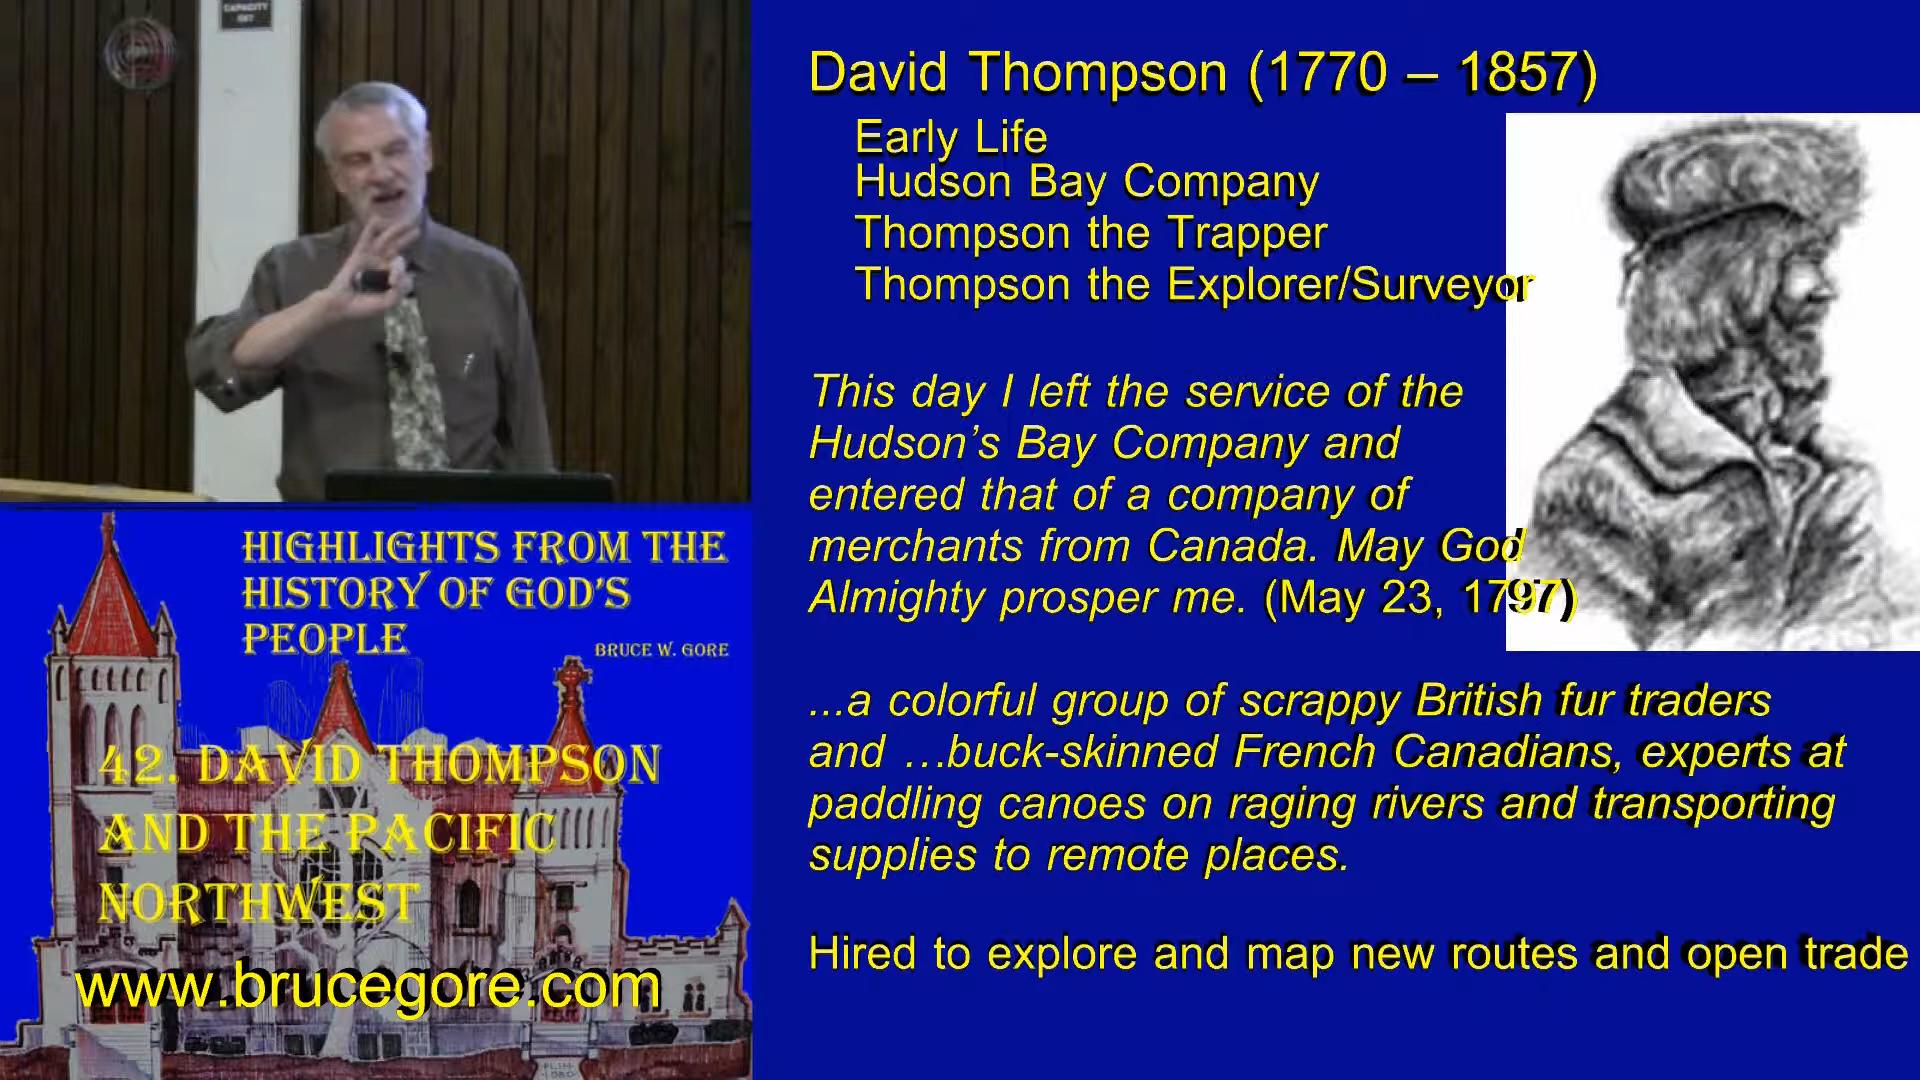 CAPACITY
David Thompson (1770 – 1857)
Early Life
Hudson Bay Company
Thompson the Trapper
Thompson the Explorer/Surveyor
This day I left the service of the
Hudson’s Bay Company and
entered that of a company of
merchants from Canada. May God
Almighty prosper me. (May 23, 1797)
...a colorful group of scrappy British fur traders
and …buck-skinned French Canadians, experts at
paddling canoes on raging rivers and transporting
supplies to remote places.
Hired to explore and map new routes and open trade
HIGHLIGHTS FROM THE
HISTORY OF GOD’S
PEOPLE
BRUCE W. GORE
42. DAVID THOMPSON
AND THE PACIFIC
NORTHWEST
www.brucegore.com